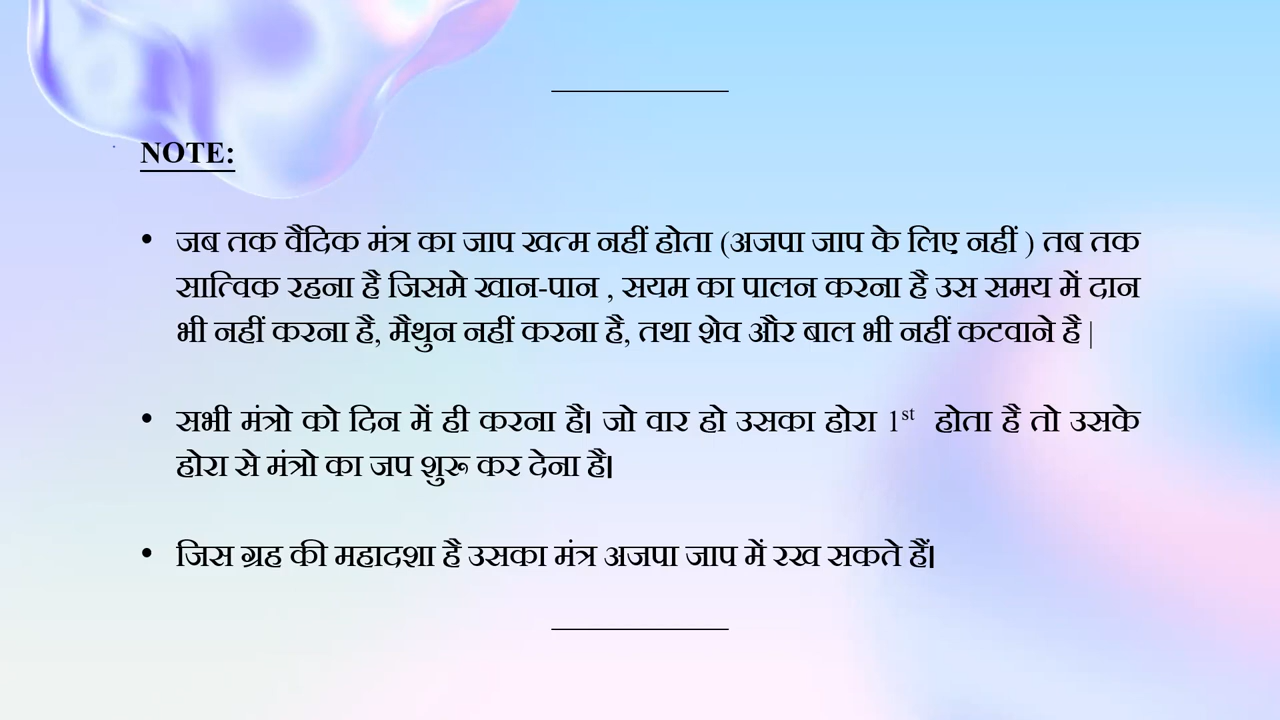 NOTE:
• जब तक वैदिक मंत्र का जाप खत्म नहीं होता (अजपा जाप के लिए नहीं ) तब तक
सात्विक रहना है जिसमे खान-पान , सयम का पालन करना है उस समय में दान
भी नहीं करना है, मैथुन नहीं करना है, तथा शेव और बाल भी नहीं कटवाने है |
• सभी मंत्रो को दिन में ही करना है। जो वार हो उसका होरा 1st होता है तो उसके
होरा से मंत्रो का जप शुरू कर देना है।
• जिस ग्रह की महादशा है उसका मंत्र अजपा जाप में रख सकते हैं।